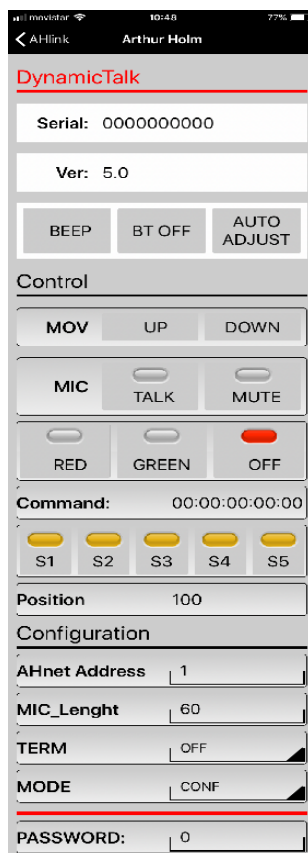 movistar 10:48 77%
AHlink Arthur Holm
DynamicTalk
Serial: 0000000000
Ver: 5.0
BEEP BT OFF AUTO ADJUST
Control
MOV UP DOWN
MIC TALK MUTE
RED GREEN OFF
Command: 00:00:00:00:00
S1 S2 S3 S4 S5
Position 100
Configuration
AHnet Address 1
MIC_Lenght 60
TERM OFF
MODE CONF
PASSWORD: 0